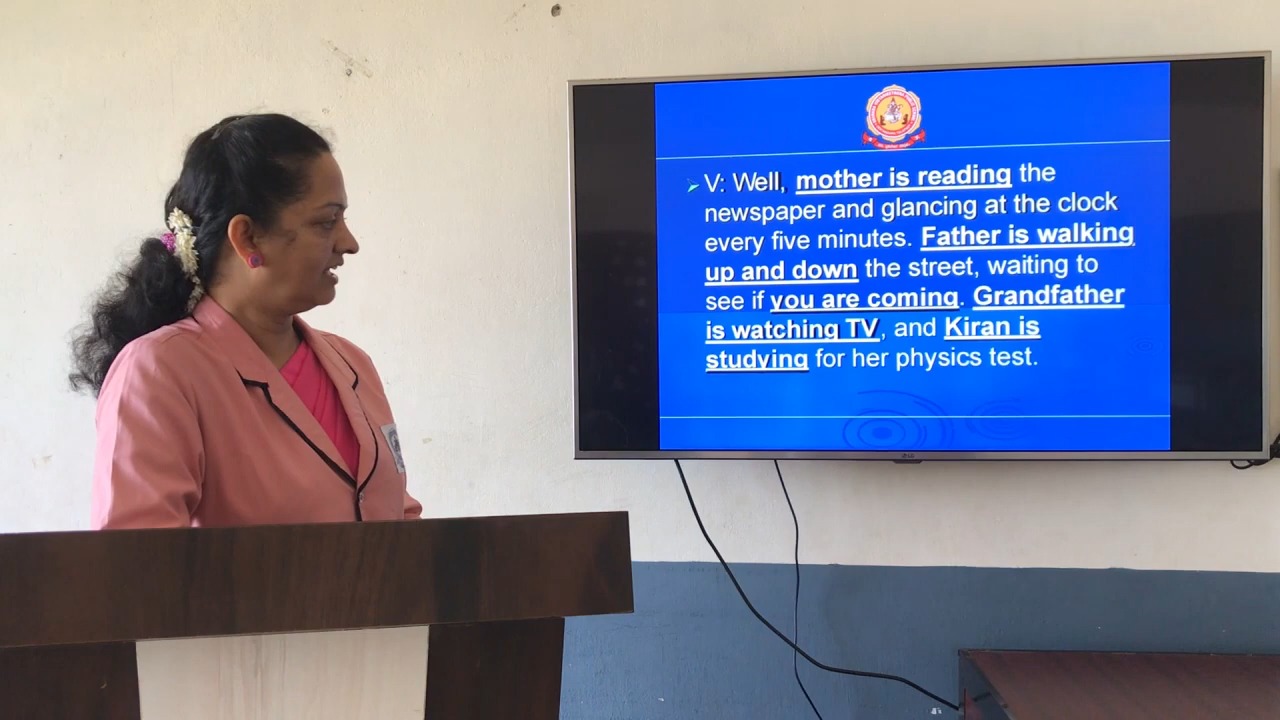 V: Well, mother is reading the
newspaper and glancing at the clock
every five minutes. Father is walking
up and down the street, waiting to
see if you are coming. Grandfather
is watching TV, and Kiran is
studying for her physics test.
LG